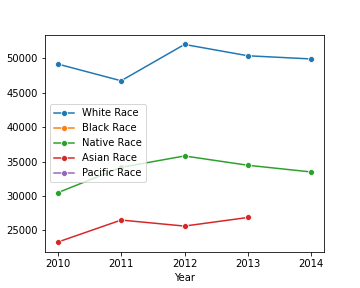 50000
45000
40000
35000
30000
25000
White Race
Black Race
Native Race
Asian Race
Pacific Race
2010 2011 2012 2013 2014
Year